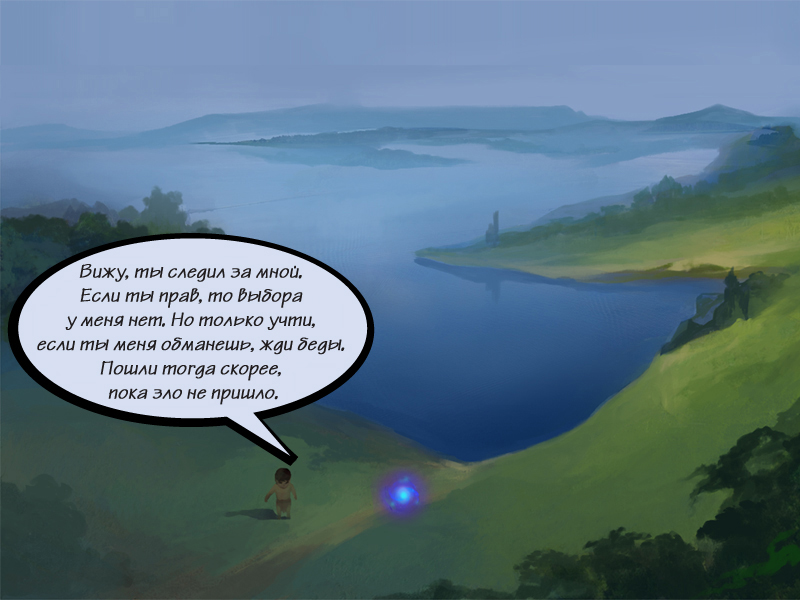 Вижу, ты следил за мной.
Если ты прав, то выбора
у меня нет. Но только учти,
если ты меня обманешь, жди беды.
Пошли тогда скорее,
пока зло не пришло.